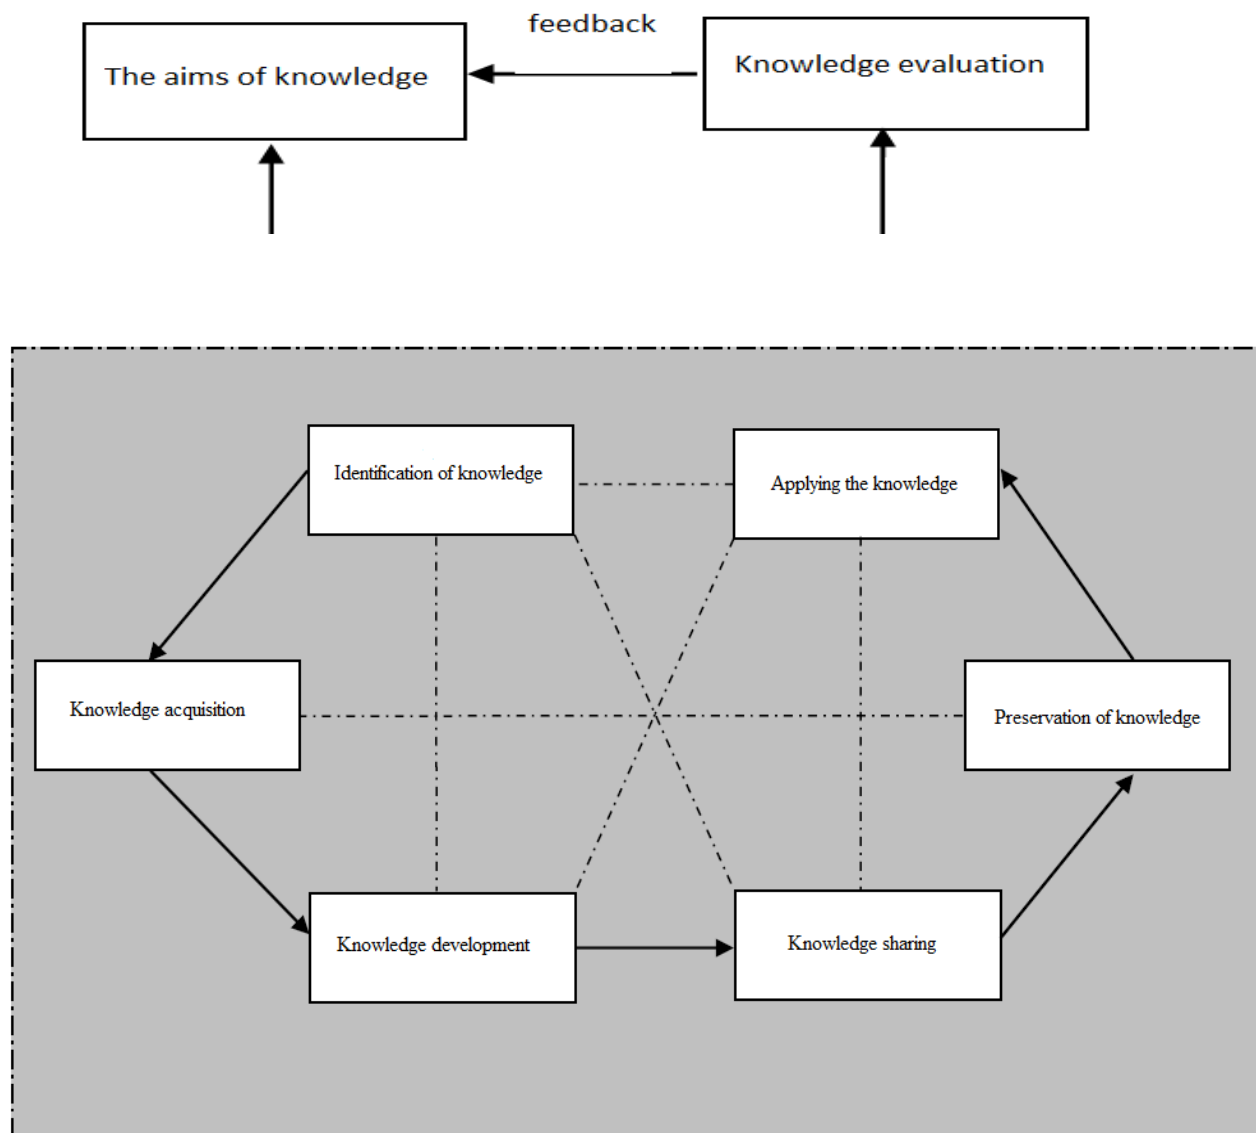 feedback
The aims of knowledge
Knowledge evaluation
Identification of knowledge
Applying the knowledge
Knowledge acquisition
Preservation of knowledge
Knowledge development
Knowledge sharing